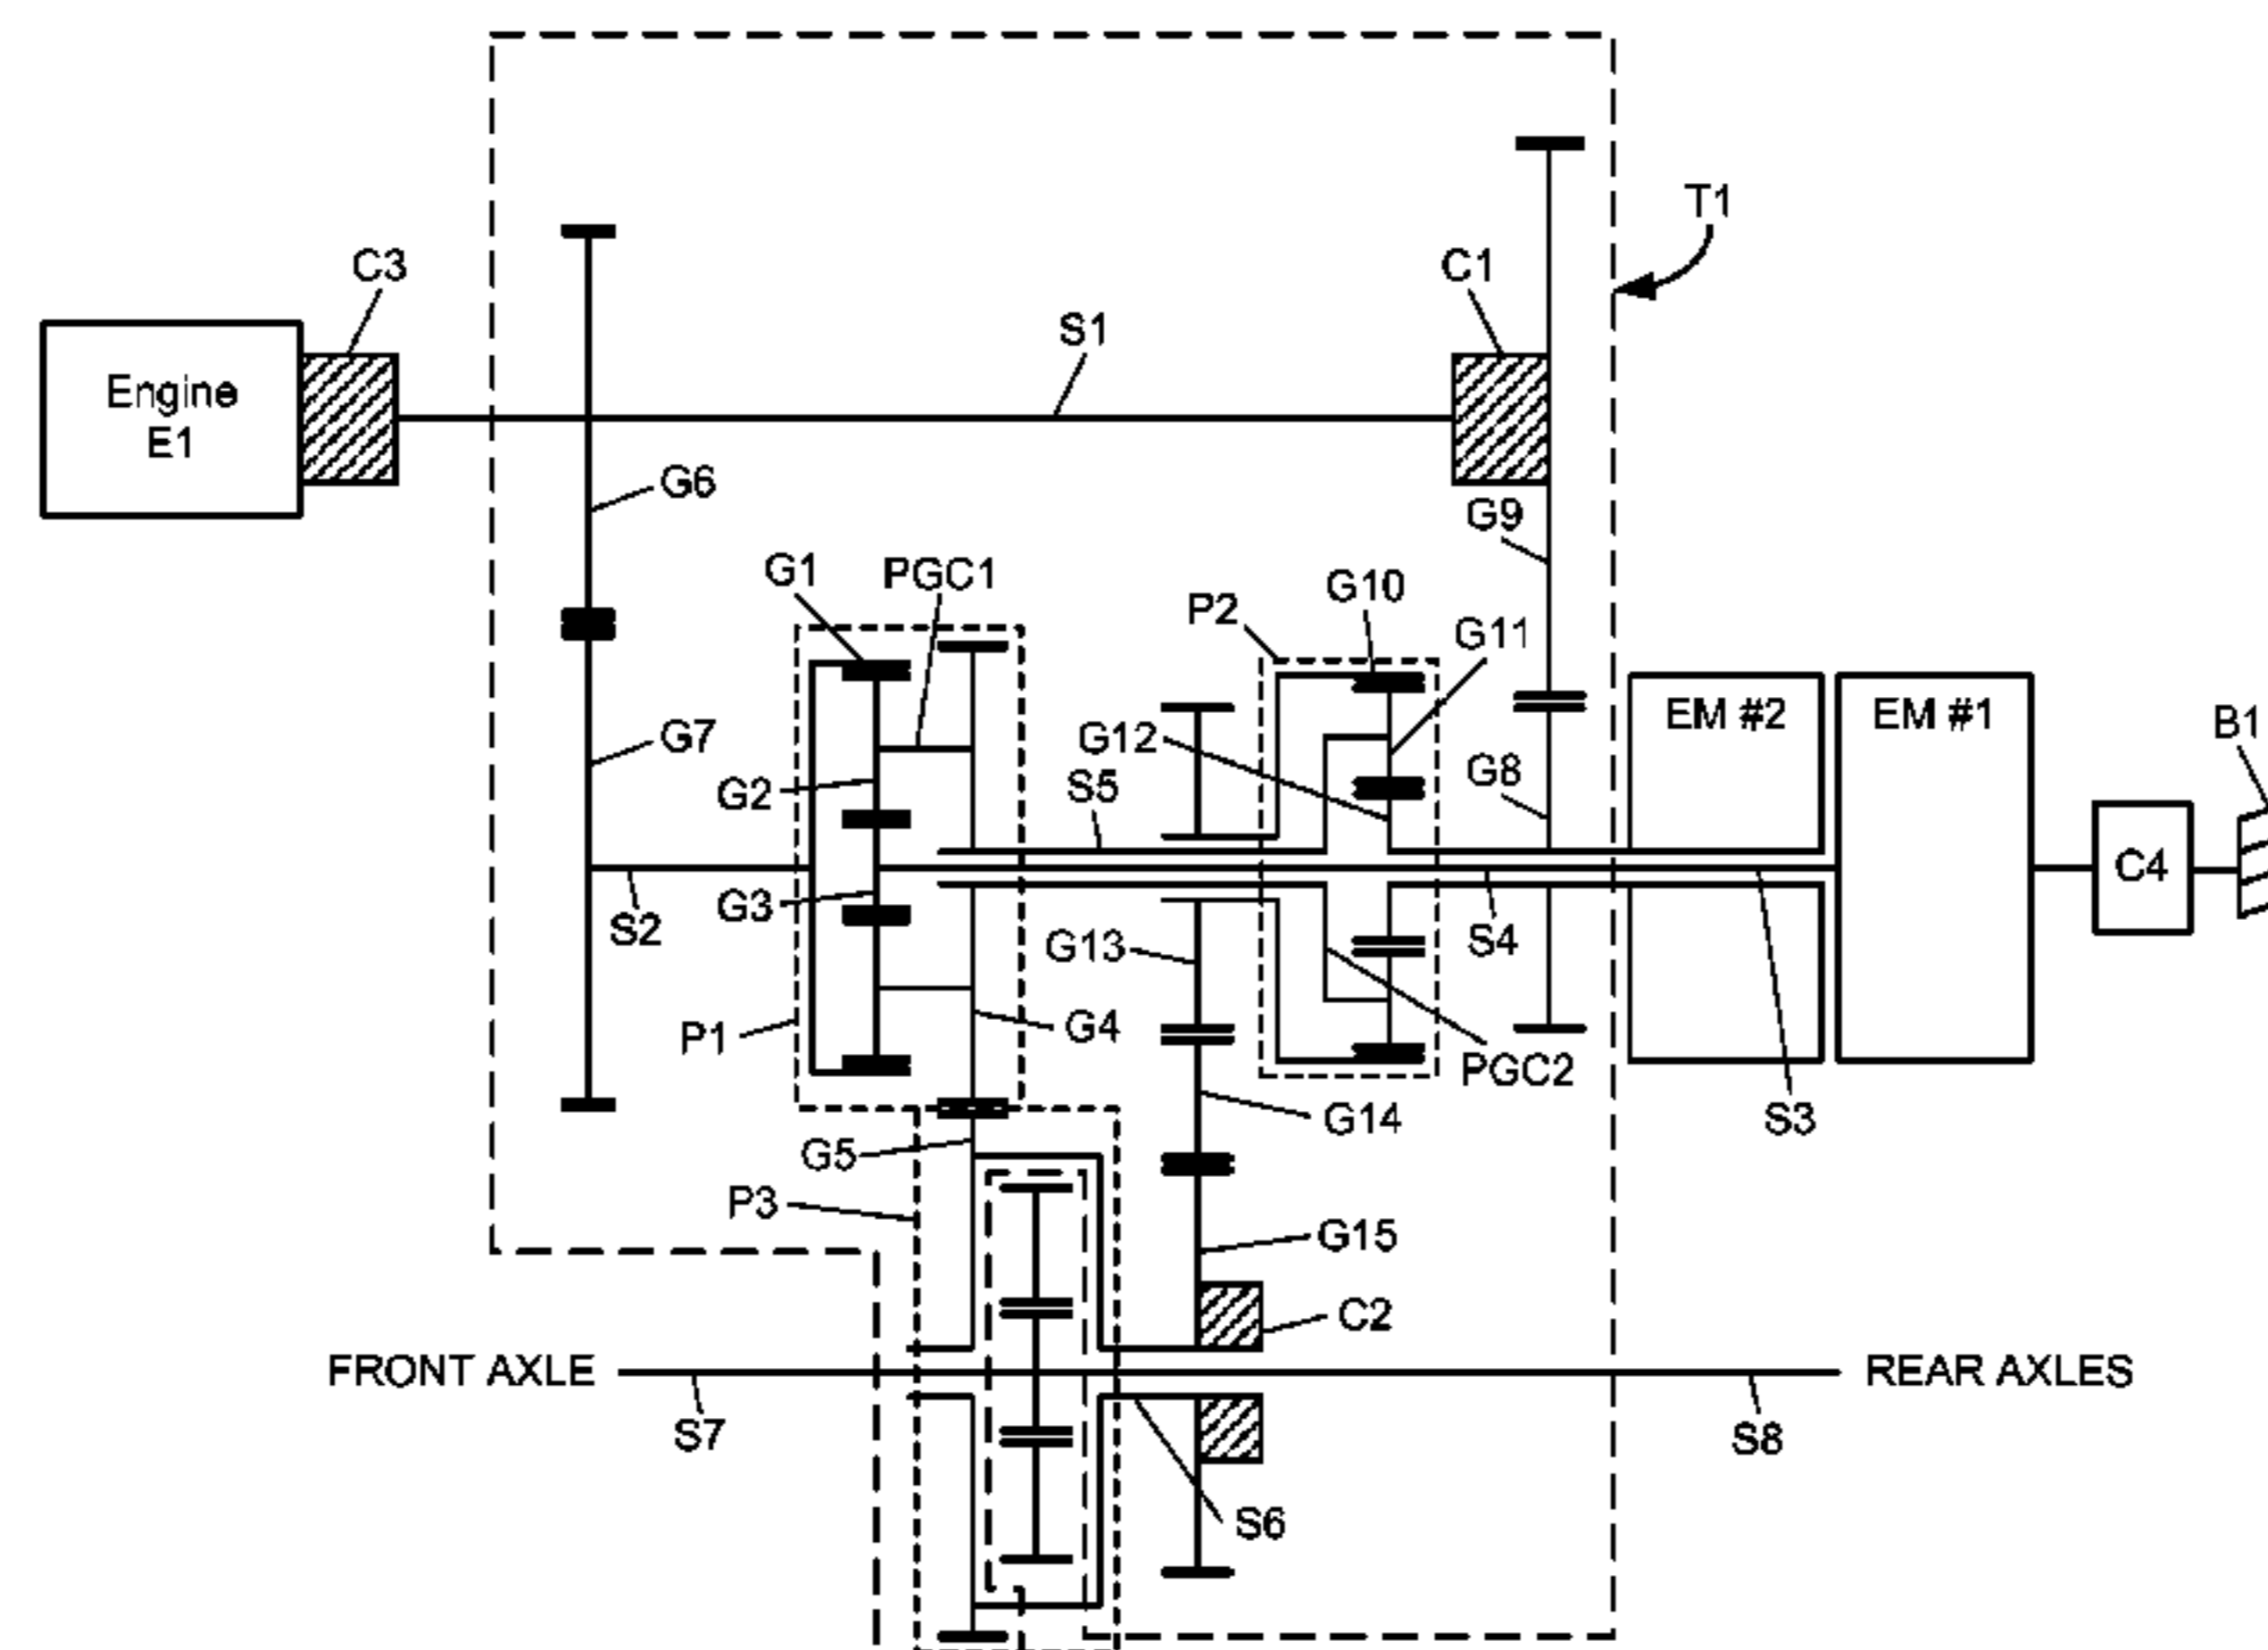 T1
C3
C1
S1
Engine
E1
G6
G9
G1
PGC1
G10
P2
G11
EM #2
EM #1
B1
G7
G12
G8
G2
S5
C4
G3
S2
G13
S4
G4
P1
PGC2
G14
S3
G5
P3
G15
C2
FRONT AXLE
REAR AXLES
S7
S8
S6